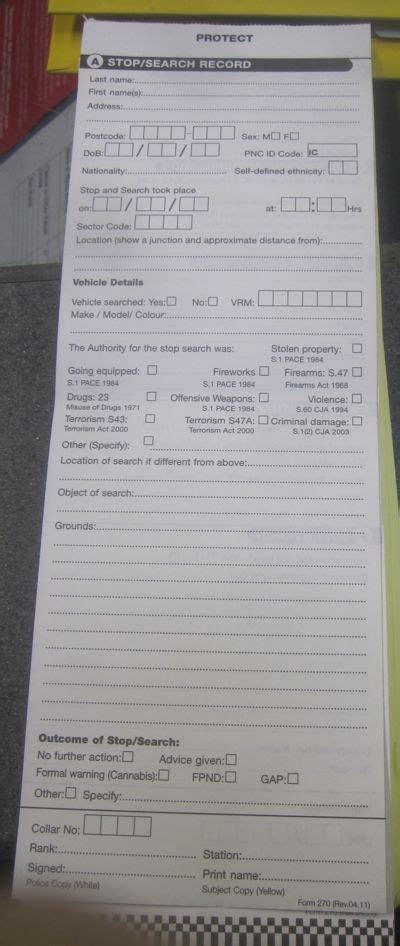 PROTECT
A STOP/SEARCH RECORD
Last name:
First name(s):
Address:
Postcode: - Sex: M F
DoB: / / PNC ID Code: IC
Nationality: Self-defined ethnicity:
Stop and Search took place
on: / / at: : Hrs
Sector Code:
Location (show a junction and approximate distance from):
Vehicle Details
Vehicle searched: Yes: No: VRM:
Make / Model/ Colour:
The Authority for the stop search was: Stolen property:
S.1 PACE 1984
Going equipped: Fireworks Firearms: S.47
S.1 PACE 1984 S.1 PACE 1984 Firearms Act 1968
Drugs: 23 Offensive Weapons: Violence:
Misuse of Drugs 1971 S.1 PACE 1984 S.60 CJA 1994
Terrorism S43: Terrorism S47A: Criminal damage:
Terrorism Act 2000 Terrorism Act 2000 S.1(2) CJA 2003
Other (Specify):
Location of search if different from above:
Object of search:
Grounds:
Outcome of Stop/Search:
No further action: Advice given:
Formal warning (Cannabis): FPND: GAP:
Other: Specify:
Collar No:
Rank: Station:
Signed: Print name:
Police Copy (White) Subject Copy (Yellow)
Form 270 (Rev.04.11)